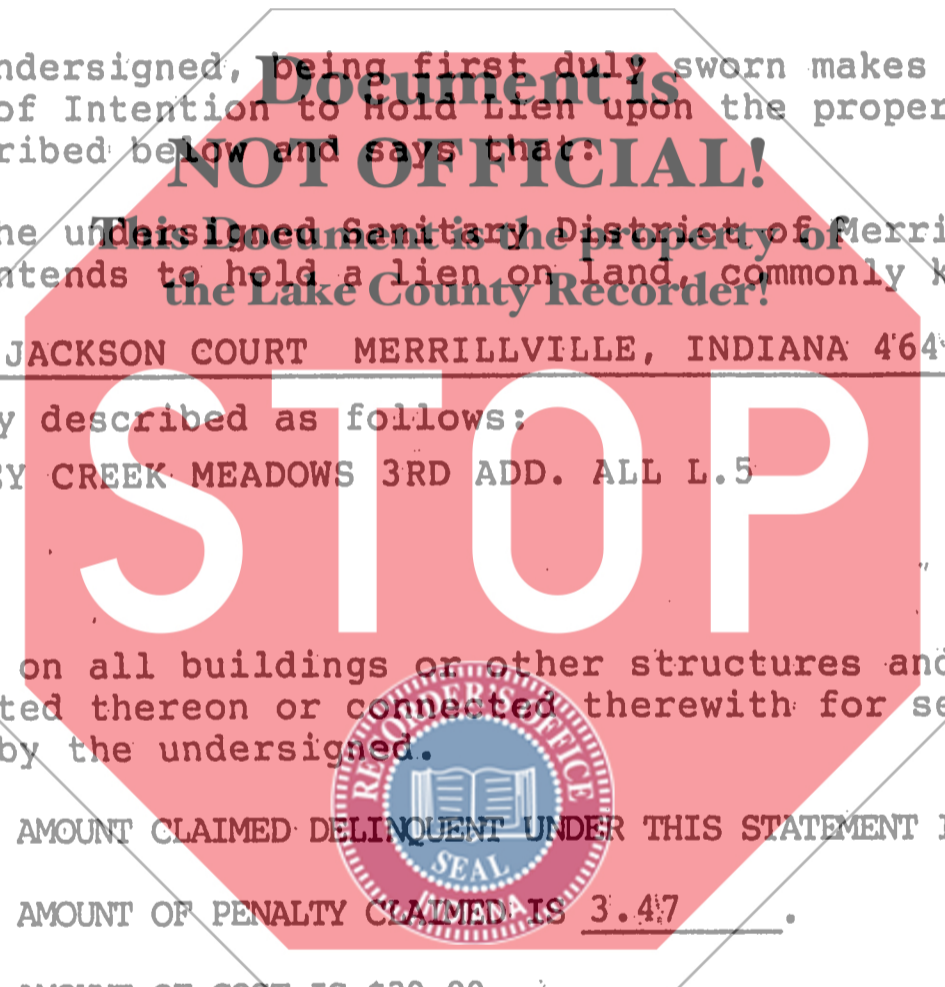 ndersigned, being first duly sworn makes
Document is
of Intention to Hold Lien upon the proper
ribed below and says that:
NOT OFFICIAL!
he undersigned Sanitary District of Merri
This Document is the property of
ntends to hold a lien on land, commonly k
the Lake County Recorder!
JACKSON COURT MERRILLVILLE, INDIANA 464
y described as follows:
Y CREEK MEADOWS 3RD ADD. ALL L.5
STOP
on all buildings or other structures and
ted thereon or connected therewith for se
by the undersigned.
RECORDER'S OFFICE
AMOUNT CLAIMED DELINQUENT UNDER THIS STATEMENT
SEAL
INDIANA
AMOUNT OF PENALTY CLAIMED IS 3.47.